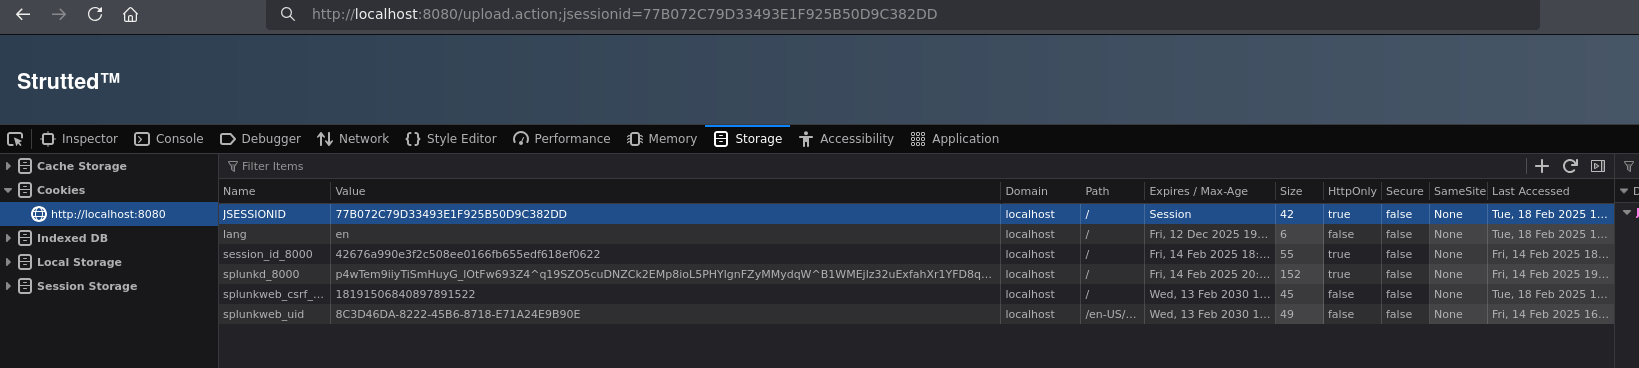 http://localhost:8080/upload.action;jsessionid=77B072C79D33493E1F925B50D9C382DD
Strutted™
Inspector Console Debugger Network Style Editor Performance Memory Storage Accessibility Application
Cache Storage
Cookies
http://localhost:8080
Indexed DB
Local Storage
Session Storage
Filter Items
Name Value Domain Path Expires / Max-Age Size HttpOnly Secure SameSite Last Accessed
JSESSIONID 77B072C79D33493E1F925B50D9C382DD localhost / Session 42 true false None Tue, 18 Feb 2025 1...
lang en localhost / Fri, 12 Dec 2025 19... 6 false false None Tue, 18 Feb 2025 1...
session_id_8000 42676a990e3f2c508ee0166fb655edf618ef0622 localhost / Fri, 14 Feb 2025 18:... 55 true false None Fri, 14 Feb 2025 18...
splunkd_8000 localhost / Fri, 14 Feb 2025 20:... 152 true false None Fri, 14 Feb 2025 19...
splunkweb_csrf_... 18191506840897891522 localhost / Wed, 13 Feb 2030 1... 45 false false None Tue, 18 Feb 2025 1...
splunkweb_uid 8C3D46DA-8222-45B6-8718-E71A24E9B90E localhost /en-US/... Wed, 13 Feb 2030 1... 49 false false None Fri, 14 Feb 2025 16...